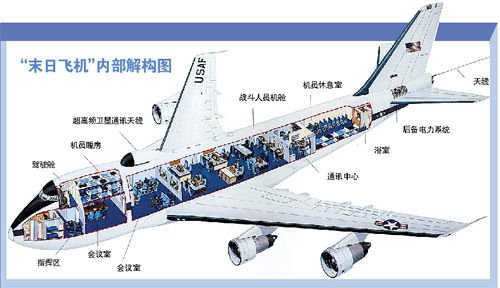 “末日飞机”内部解构图
USAF
天线
机员休息室
战斗人员机舱
超高频卫星通讯天线
后备电力系统
机员睡房
浴室
驾驶舱
通讯中心
指挥区
会议室
会议室